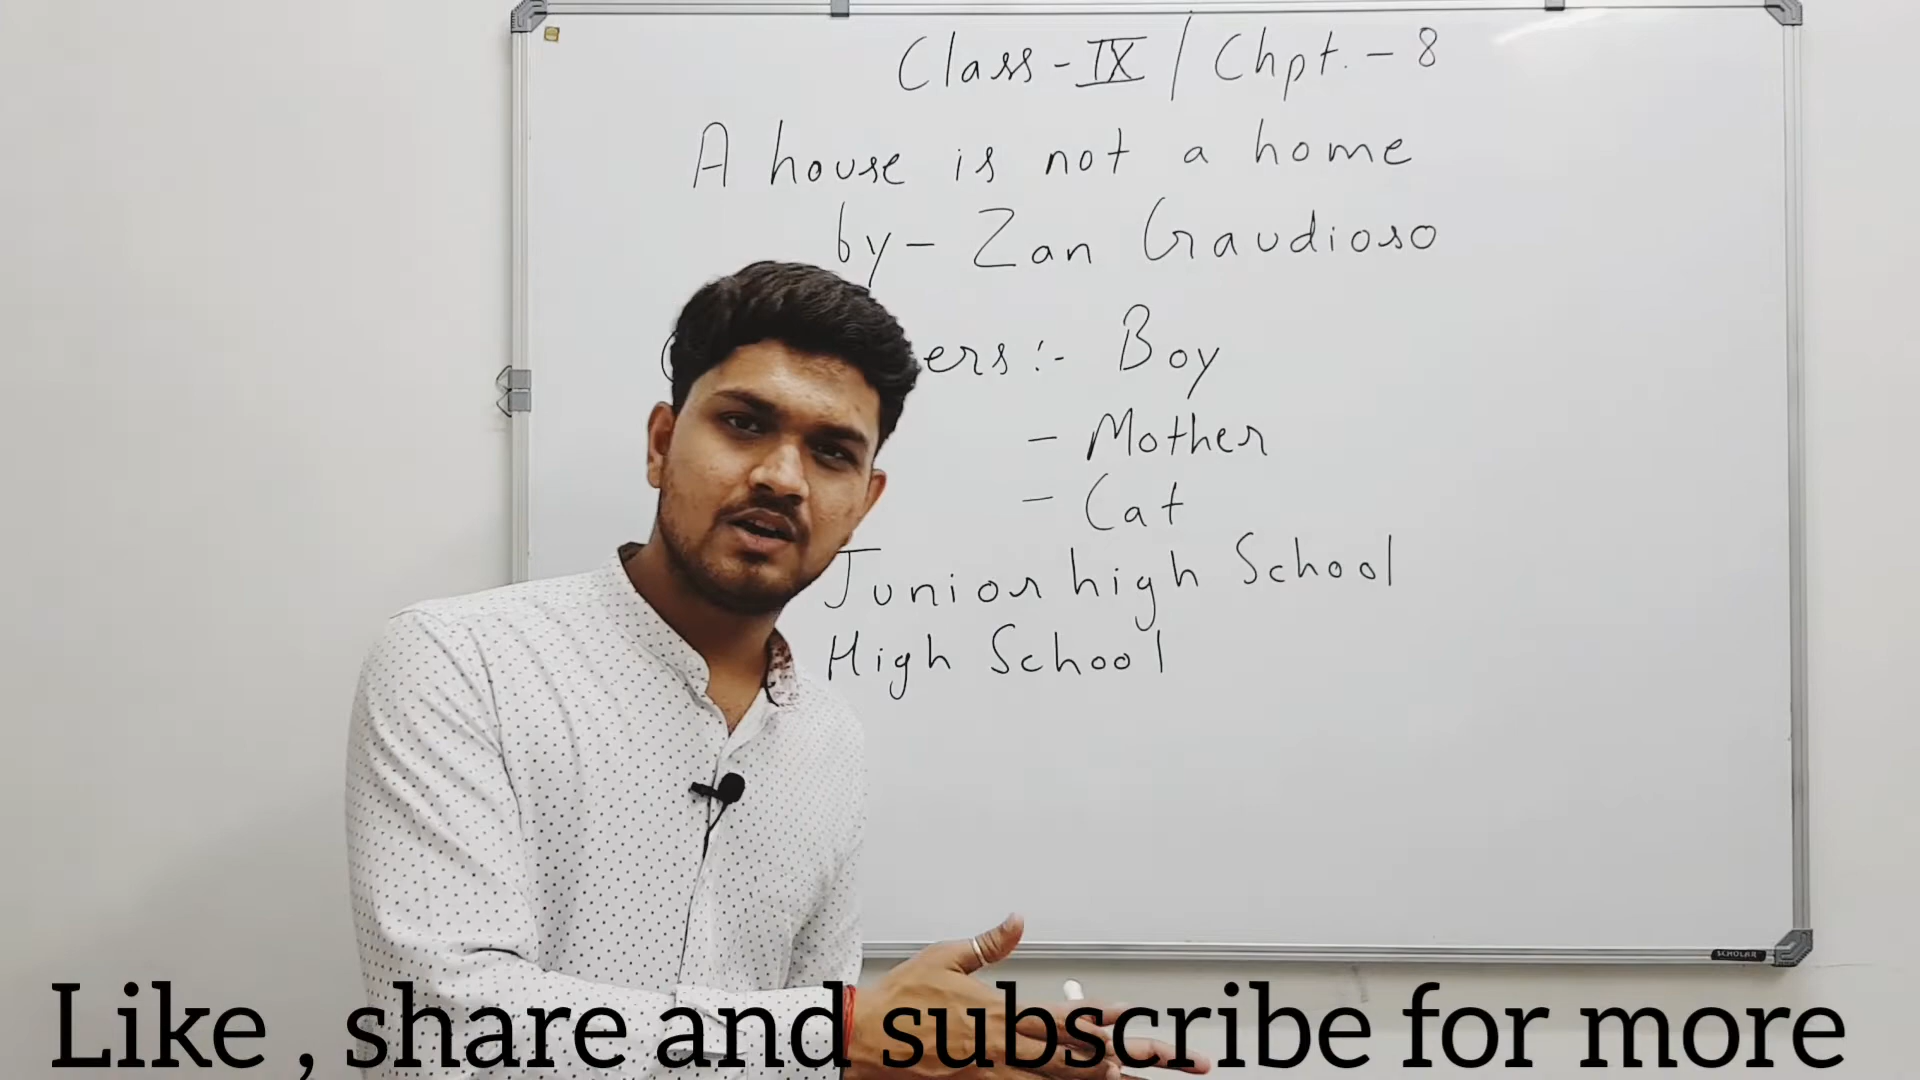 Class - IX / Chpt. - 8
A house is not a home
by - Zan Gaudioso
:- Boy
- Mother
- Cat
Junior high School
High School
SCHOLAR
Like , share and subscribe for more